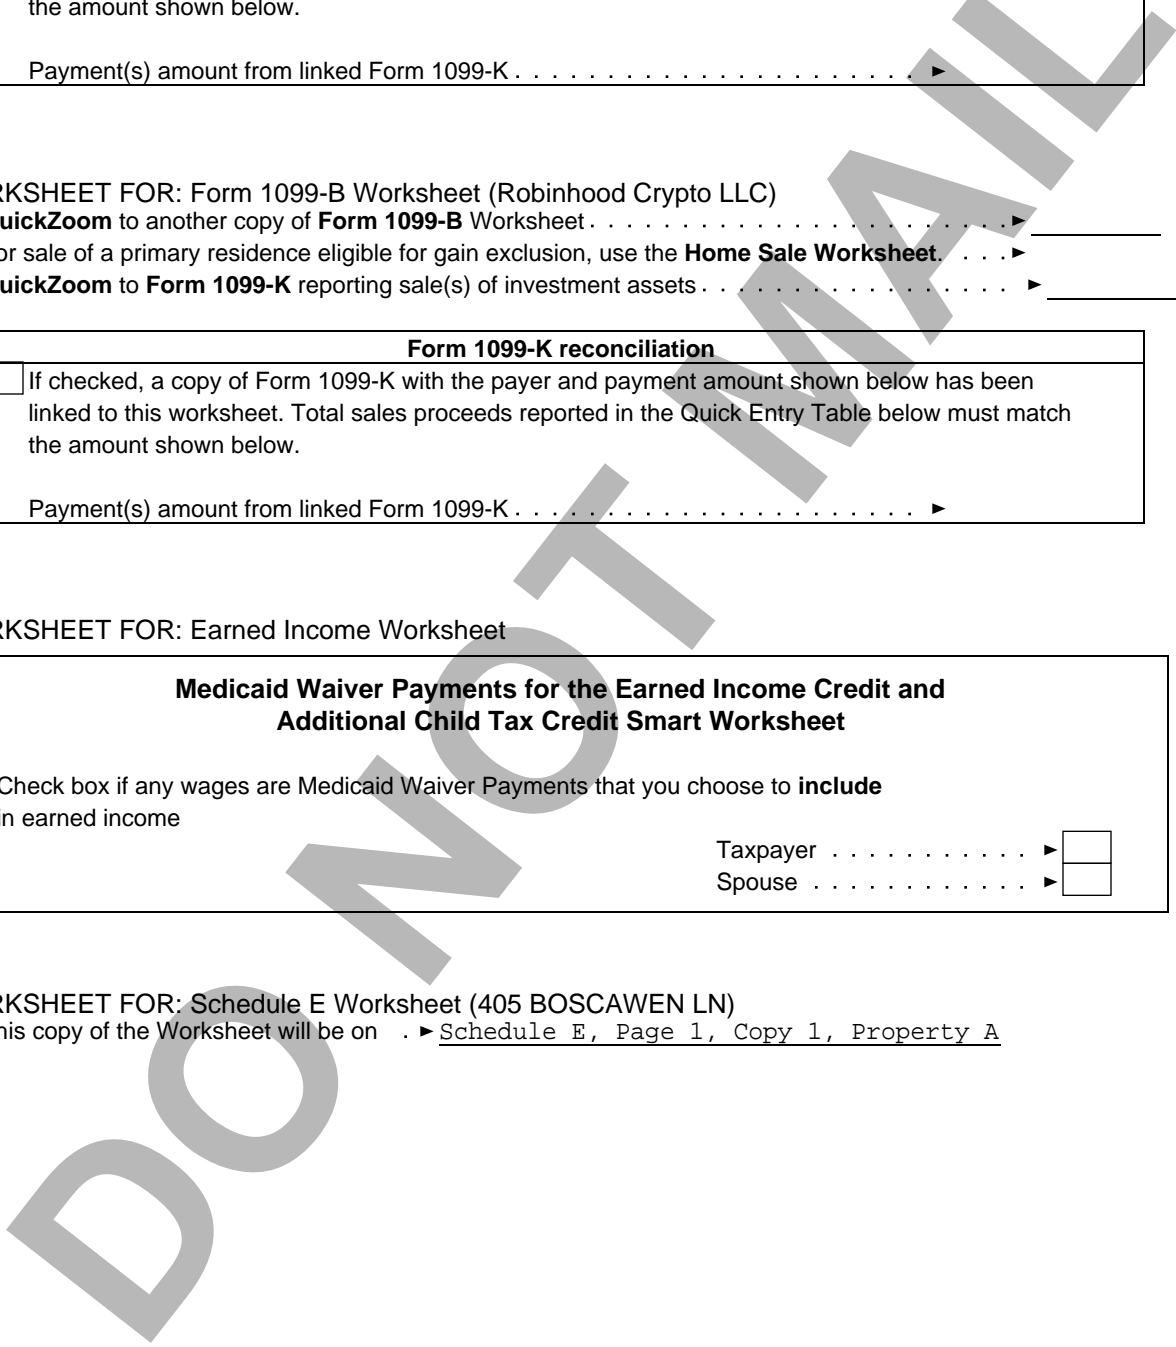 the amount shown below.
Payment(s) amount from linked Form 1099-K . . . . . . . . . . . . . . . . . . . . . . ►
RKSHEET FOR: Form 1099-B Worksheet (Robinhood Crypto LLC)
uickZoom to another copy of Form 1099-B Worksheet . . . . . . . . . . . . . . . . . . . . . . . ►
or sale of a primary residence eligible for gain exclusion, use the Home Sale Worksheet. . . . ►
uickZoom to Form 1099-K reporting sale(s) of investment assets . . . . . . . . . . . . . . . . . ►
Form 1099-K reconciliation
If checked, a copy of Form 1099-K with the payer and payment amount shown below has been
linked to this worksheet. Total sales proceeds reported in the Quick Entry Table below must match
the amount shown below.
Payment(s) amount from linked Form 1099-K . . . . . . . . . . . . . . . . . . . . . . ►
RKSHEET FOR: Earned Income Worksheet
Medicaid Waiver Payments for the Earned Income Credit and
Additional Child Tax Credit Smart Worksheet
Check box if any wages are Medicaid Waiver Payments that you choose to include
in earned income
Taxpayer . . . . . . . . . . . ►
Spouse . . . . . . . . . . . . ►
RKSHEET FOR: Schedule E Worksheet (405 BOSCAWEN LN)
his copy of the Worksheet will be on . ► Schedule E, Page 1, Copy 1, Property A
DO NOT MAIL